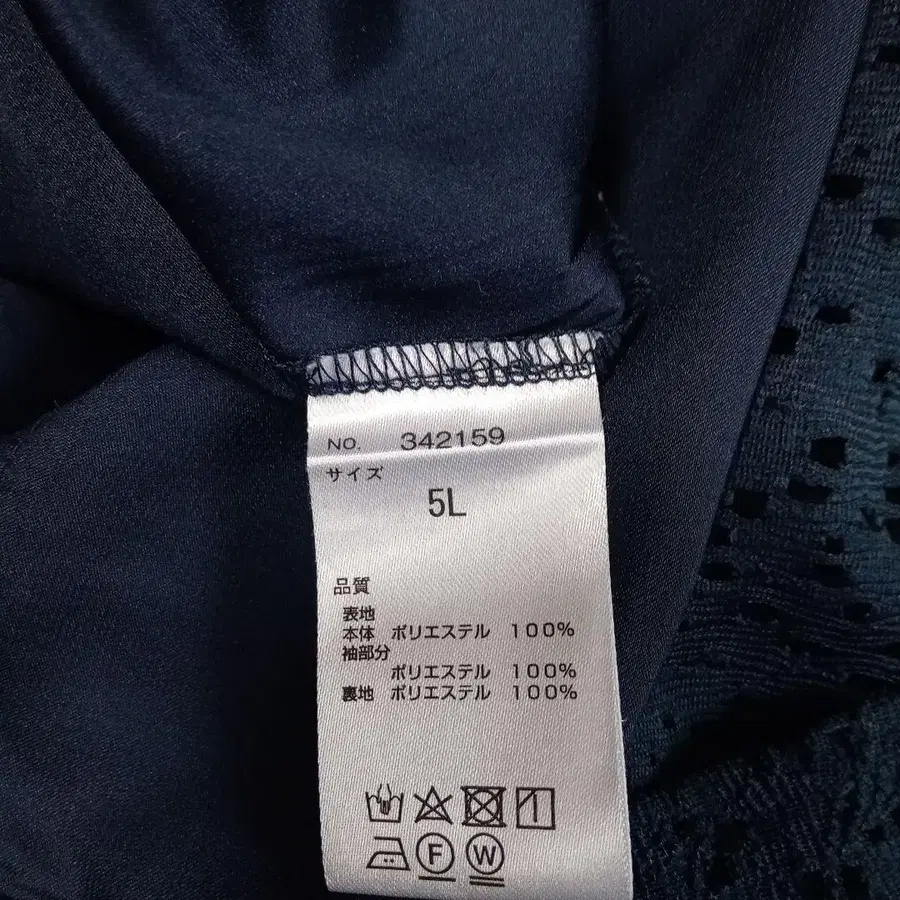 NO. 342159
サイズ
5L
品質
表地
本体 ポリエステル 100%
袖部分
ポリエステル 100%
裏地 ポリエステル 100%
F W